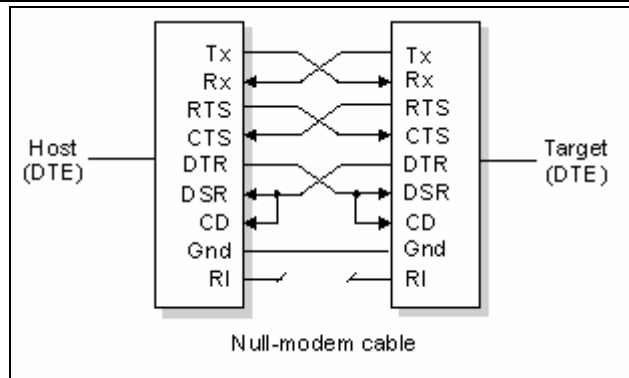 Tx Tx
Rx Rx
RTS RTS
CTS CTS
Host (DTE)
DTR DTR
Target (DTE)
DSR DSR
CD CD
Gnd Gnd
RI RI
Null-modem cable